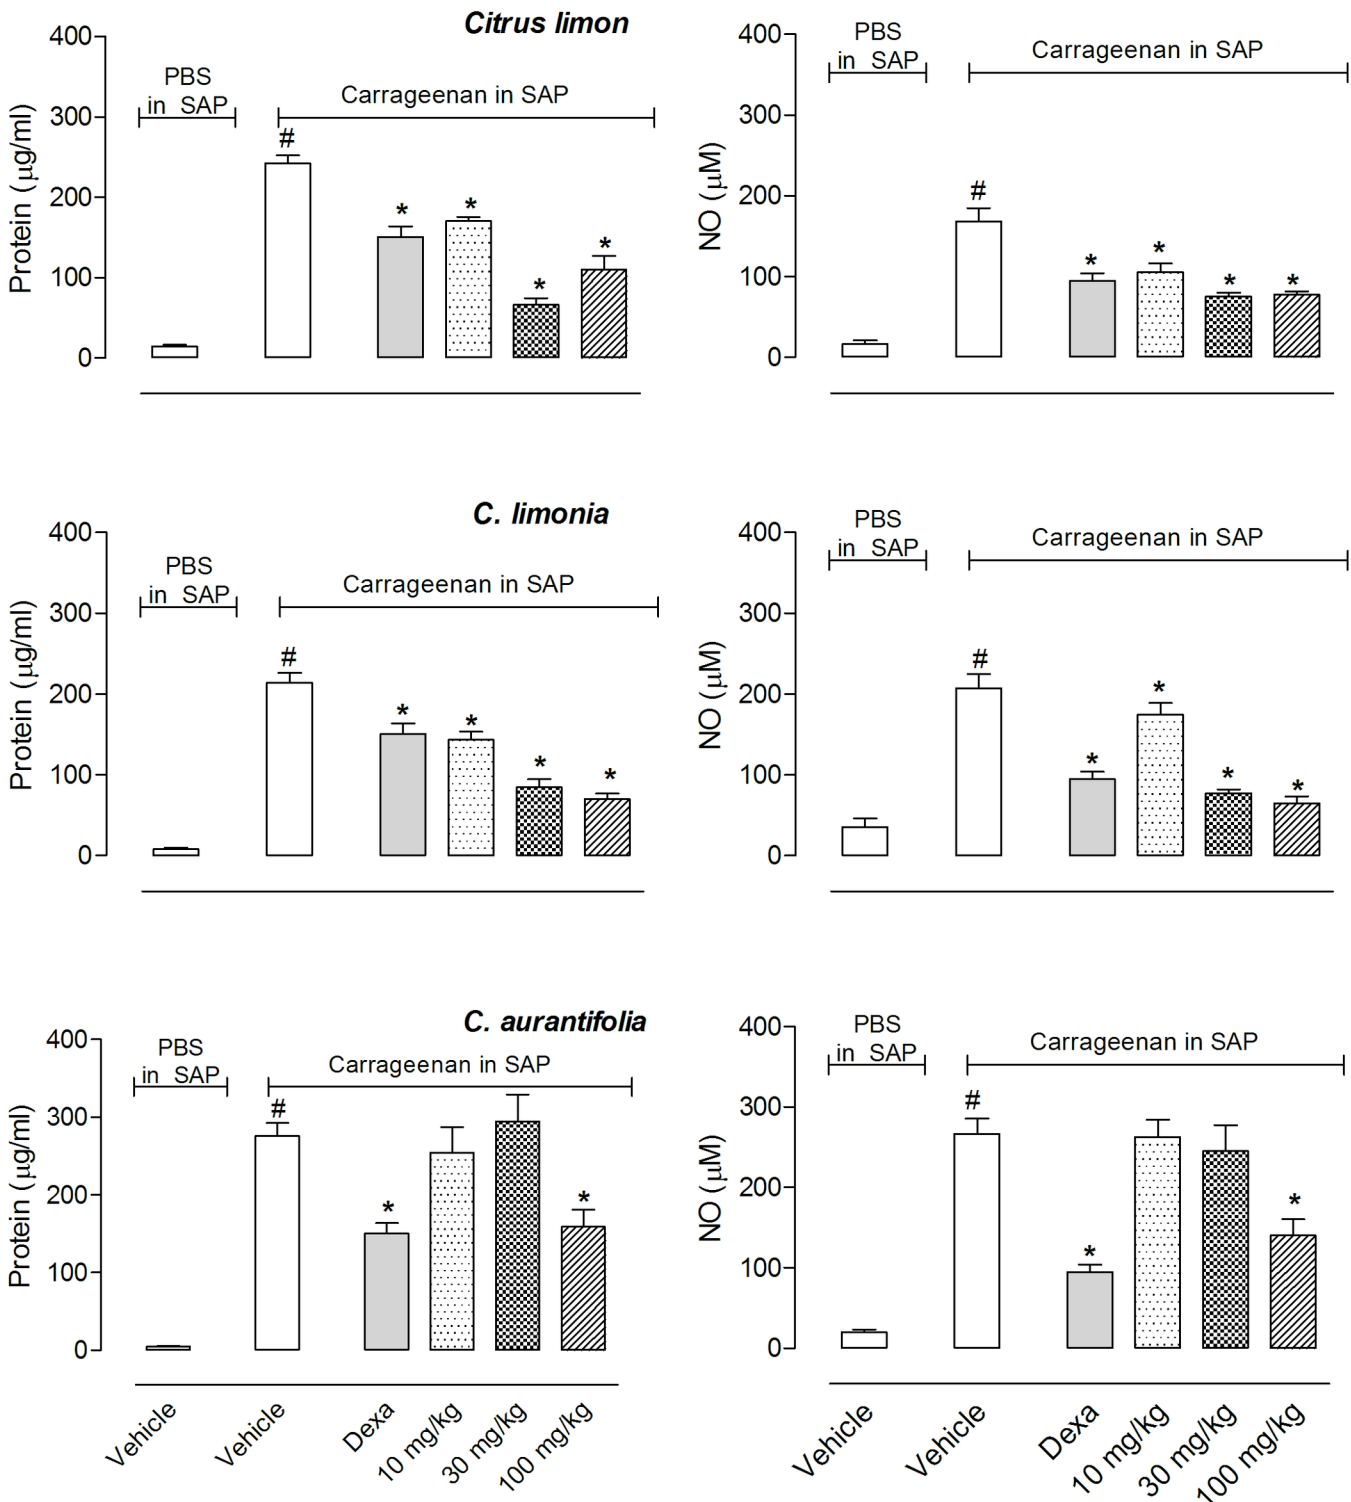 Citrus limon
400
300
200
100
0
Protein (µg/ml)
PBS
in SAP
Carrageenan in SAP
#
*
*
*
*
400
300
200
100
0
NO (µM)
PBS
in SAP
Carrageenan in SAP
#
*
*
*
*
C. limonia
400
300
200
100
0
Protein (µg/ml)
PBS
in SAP
Carrageenan in SAP
#
*
*
*
*
400
300
200
100
0
NO (µM)
PBS
in SAP
Carrageenan in SAP
#
*
*
*
*
C. aurantifolia
400
300
200
100
0
Protein (µg/ml)
PBS
in SAP
Carrageenan in SAP
#
*
*
Vehicle
Vehicle
Dexa
10 mg/kg
30 mg/kg
100 mg/kg
400
300
200
100
0
NO (µM)
PBS
in SAP
Carrageenan in SAP
#
*
*
Vehicle
Vehicle
Dexa
10 mg/kg
30 mg/kg
100 mg/kg